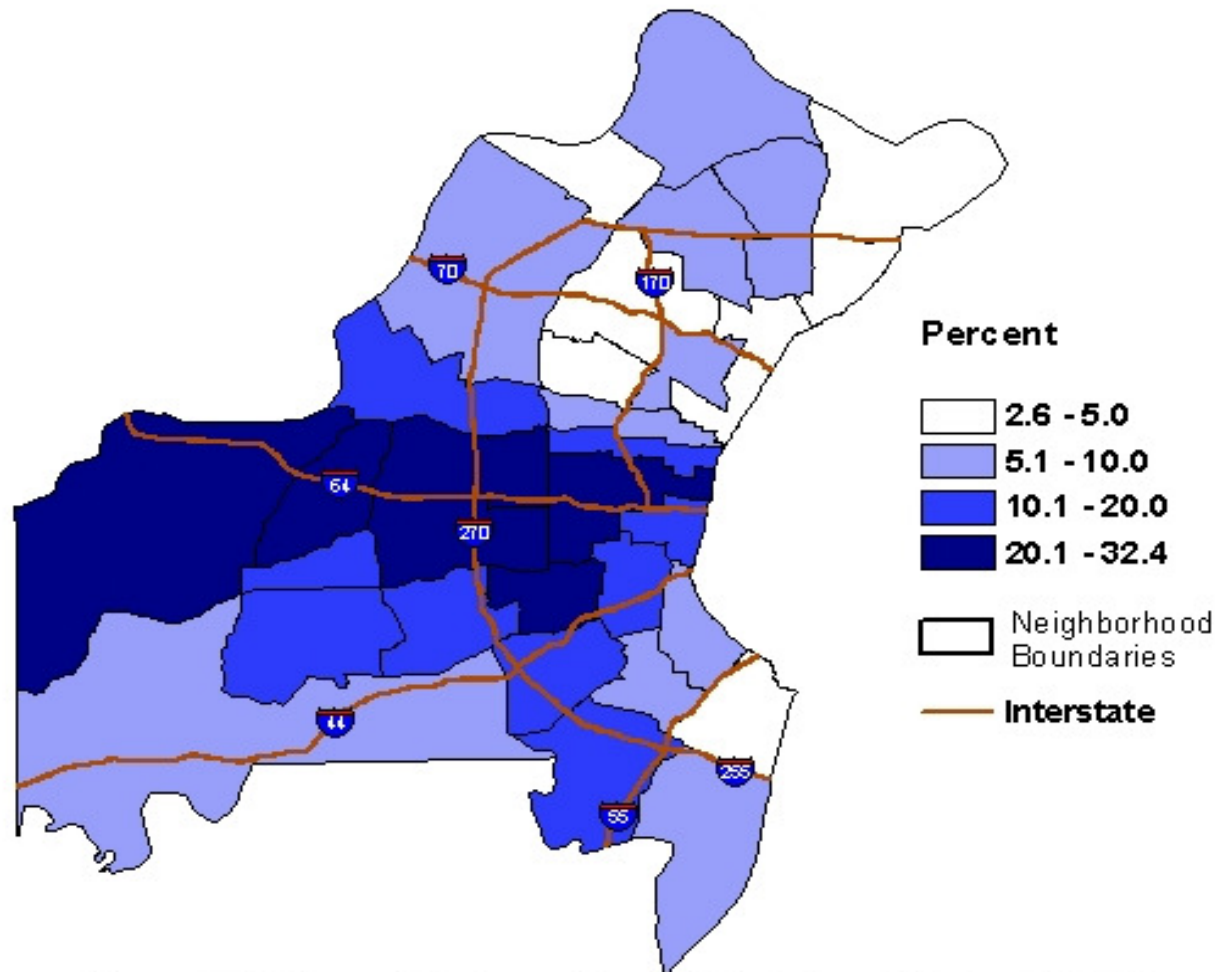 70
170
Percent
2.6 - 5.0
5.1 - 10.0
64
10.1 - 20.0
270
20.1 - 32.4
Neighborhood
Boundaries
44
Interstate
255
55